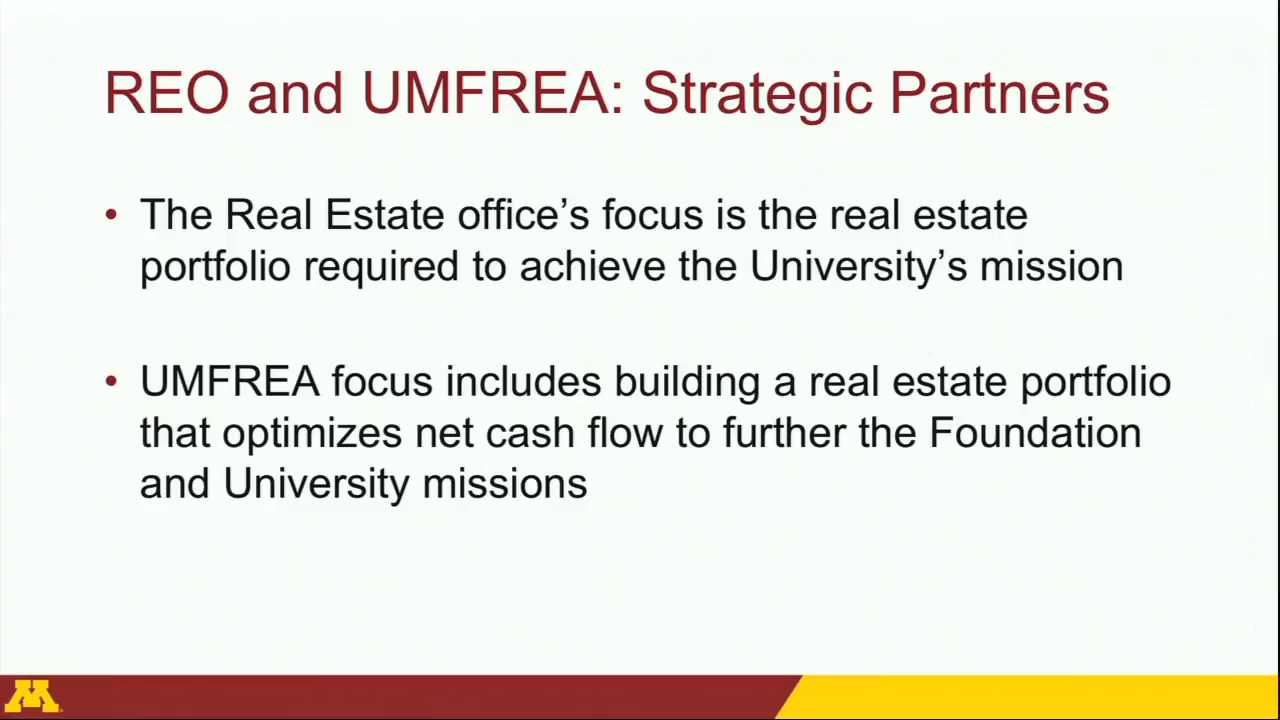 REO and UMFREA: Strategic Partners
• The Real Estate office’s focus is the real estate
portfolio required to achieve the University’s mission
• UMFREA focus includes building a real estate portfolio
that optimizes net cash flow to further the Foundation
and University missions
M